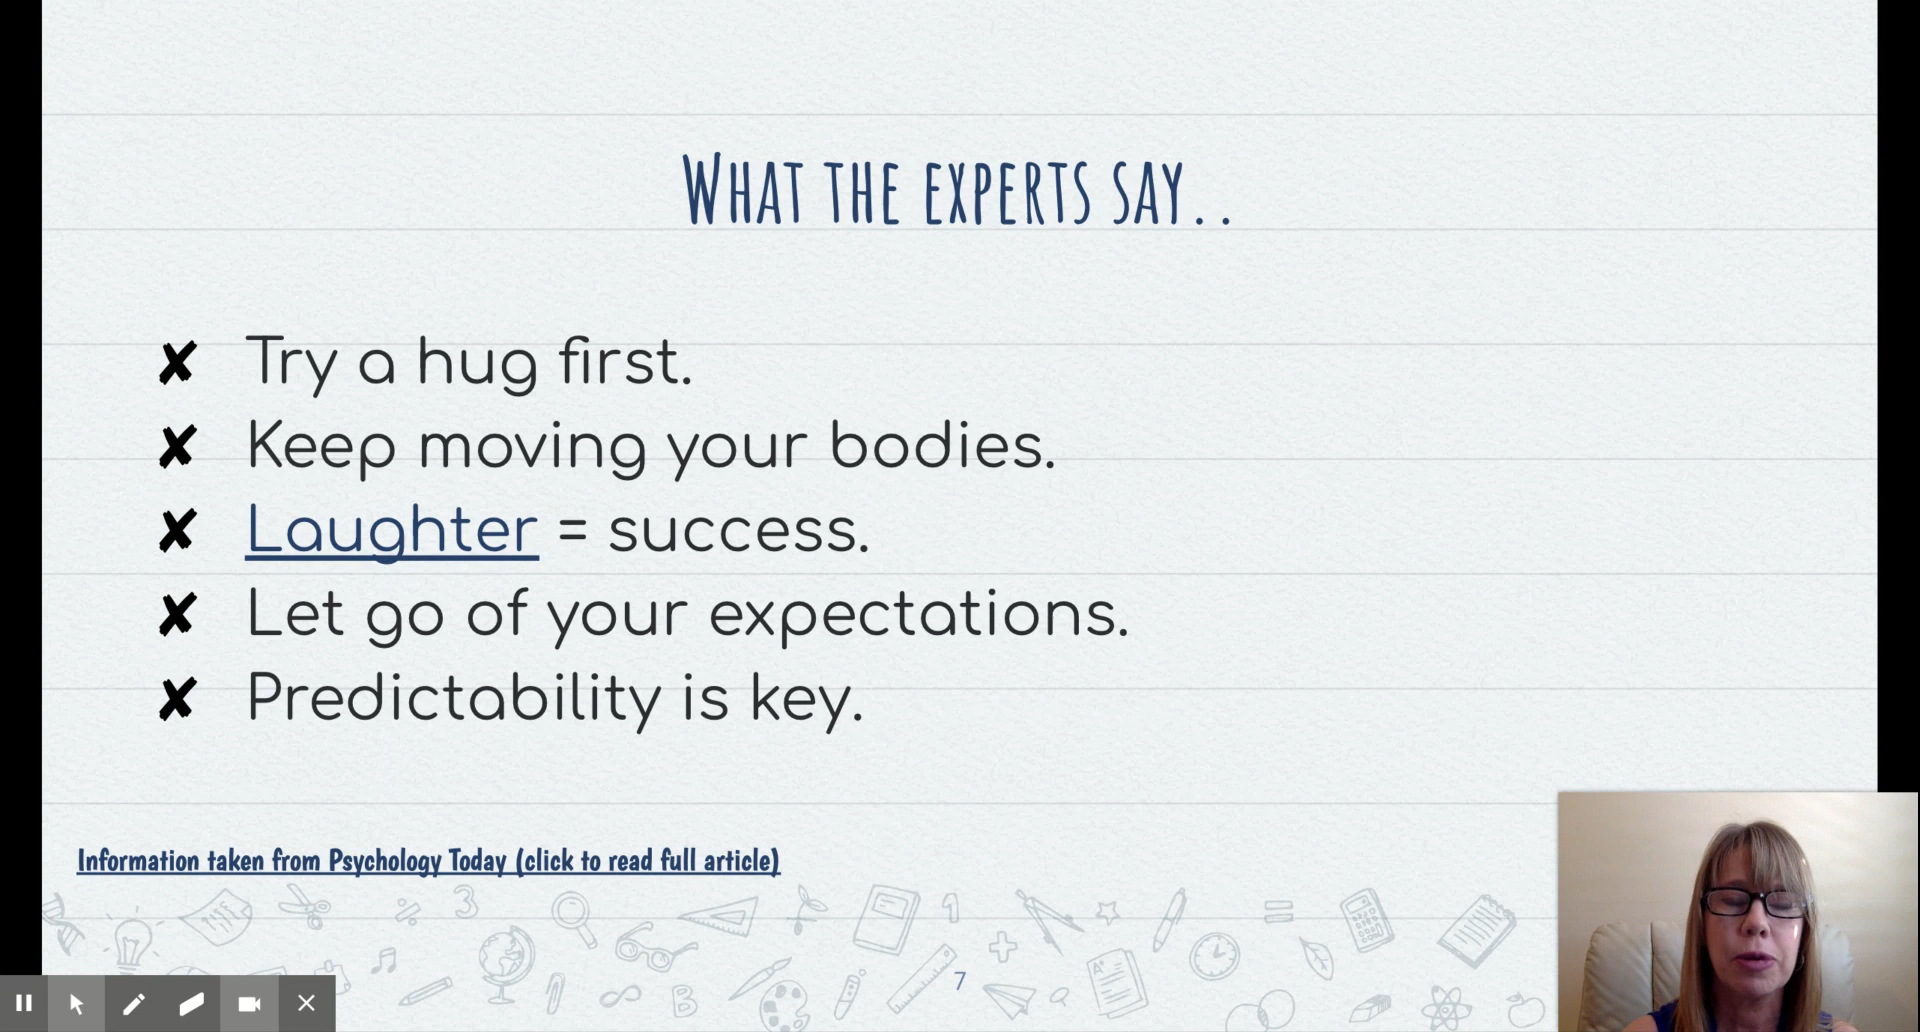 What the experts say..
✘ Try a hug first.
✘ Keep moving your bodies.
✘ Laughter = success.
✘ Let go of your expectations.
✘ Predictability is key.
Information taken from Psychology Today (click to read full article)
7